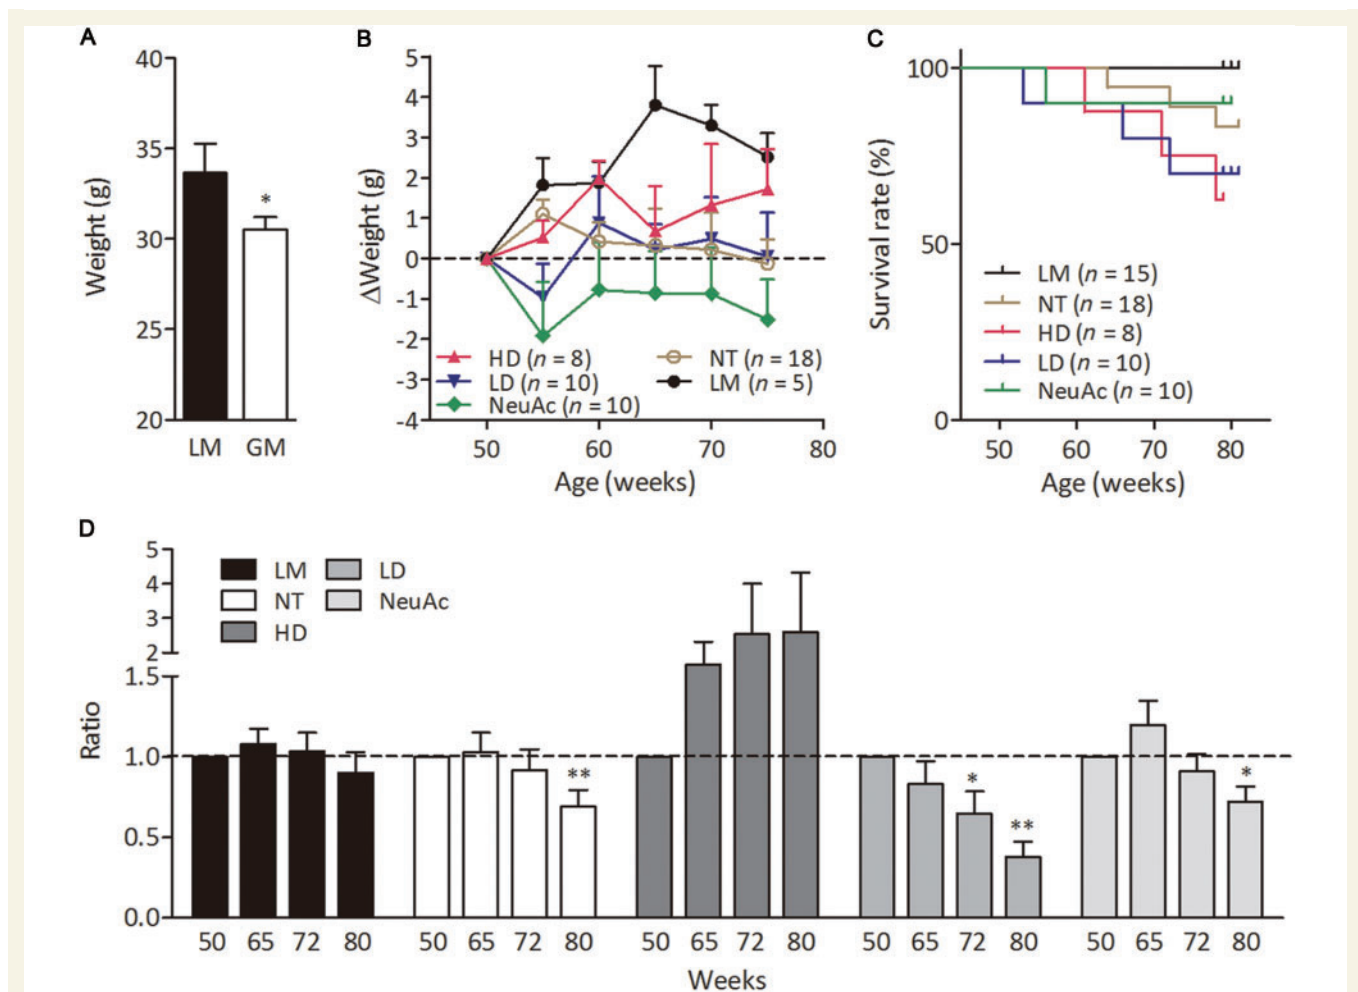 A
40
35
30
25
20
Weight (g)
*
LM GM
B
5
4
3
2
1
0
-1
-2
-3
-4
ΔWeight (g)
HD (n = 8)
LD (n = 10)
NeuAc (n = 10)
NT (n = 18)
LM (n = 5)
50 60 70 80
Age (weeks)
C
100
50
0
Survival rate (%)
LM (n = 15)
NT (n = 18)
HD (n = 8)
LD (n = 10)
NeuAc (n = 10)
50 60 70 80
Age (weeks)
D
5
4
3
2
1.5
1.0
0.5
0.0
Ratio
LM
NT
HD
LD
NeuAc
** * ** *
50 65 72 80 50 65 72 80 50 65 72 80 50 65 72 80 50 65 72 80
Weeks